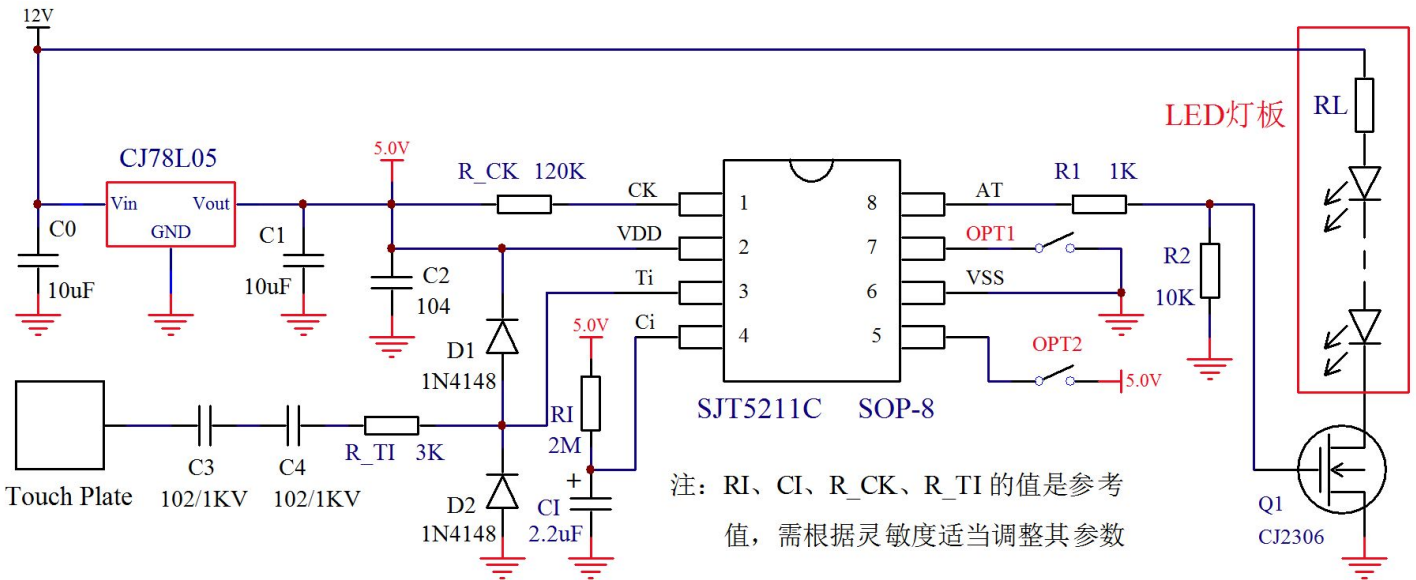 12V
LED灯板
RL
CJ78L05
5.0V
R_CK 120K
CK
1
8
AT
R1 1K
Vin
Vout
GND
C0
10uF
C1
10uF
VDD
2
7
OPT1
C2
104
Ti
3
6
VSS
R2
10K
Ci
4
5
OPT2
5.0V
5.0V
D1
1N4148
SJT5211C SOP-8
RI
2M
R_TI 3K
C3
102/1KV
C4
102/1KV
Touch Plate
D2
1N4148
+
CI
2.2uF
注：RI、CI、R_CK、R_TI 的值是参考
值，需根据灵敏度适当调整其参数
Q1
CJ2306